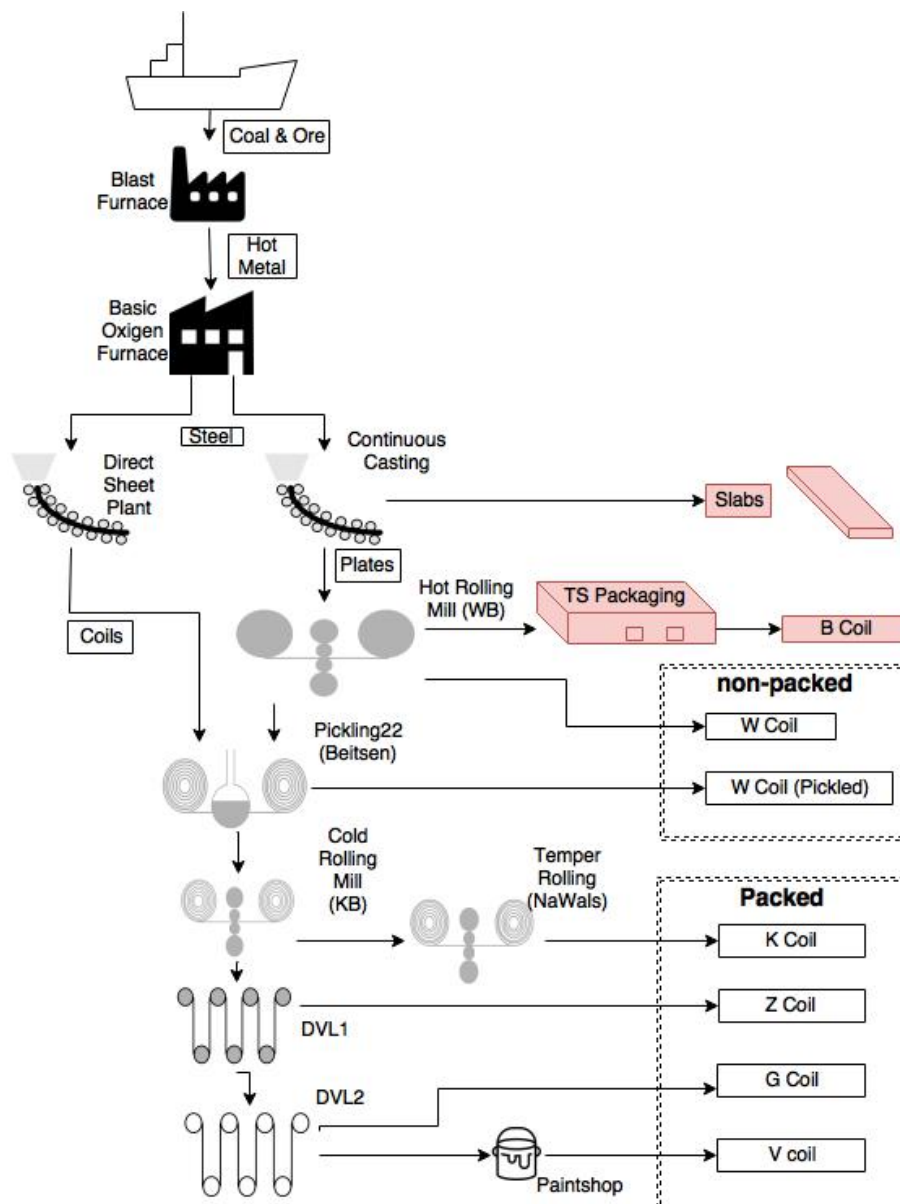 Coal & Ore
Blast
Furnace
Hot
Metal
Basic
Oxigen
Furnace
Steel
Direct
Sheet
Plant
Continuous
Casting
Slabs
Plates
Hot Rolling
Mill (WB)
TS Packaging
B Coil
Coils
non-packed
W Coil
Pickling22
(Beitsen)
W Coil (Pickled)
Cold
Rolling
Mill
(KB)
Temper
Rolling
(NaWals)
Packed
K Coil
Z Coil
DVL1
G Coil
DVL2
V coil
Paintshop